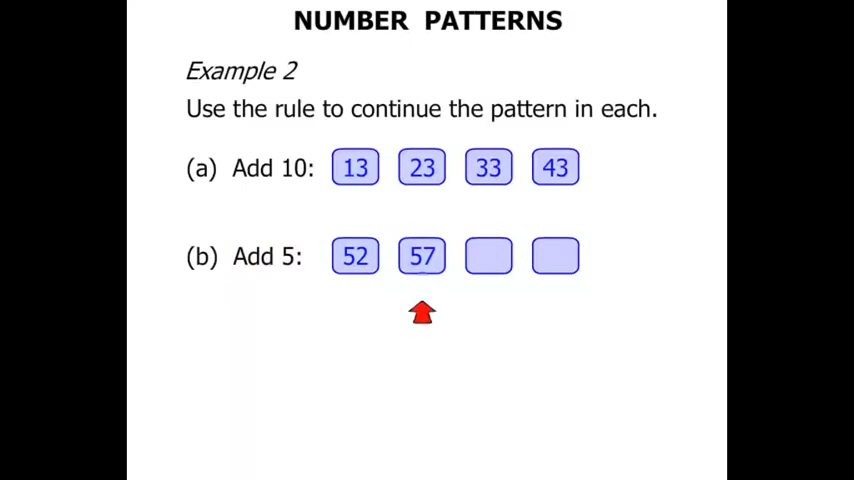 NUMBER PATTERNS
Example 2
Use the rule to continue the pattern in each.
(a) Add 10: 13 23 33 43
(b) Add 5: 52 57